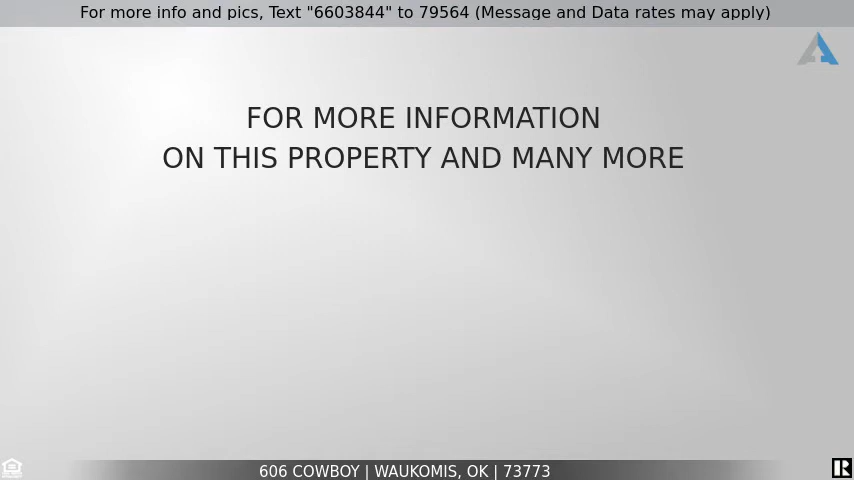 For more info and pics, Text "6603844" to 79564 (Message and Data rates may apply)
FOR MORE INFORMATION
ON THIS PROPERTY AND MANY MORE
606 COWBOY | WAUKOMIS, OK | 73773